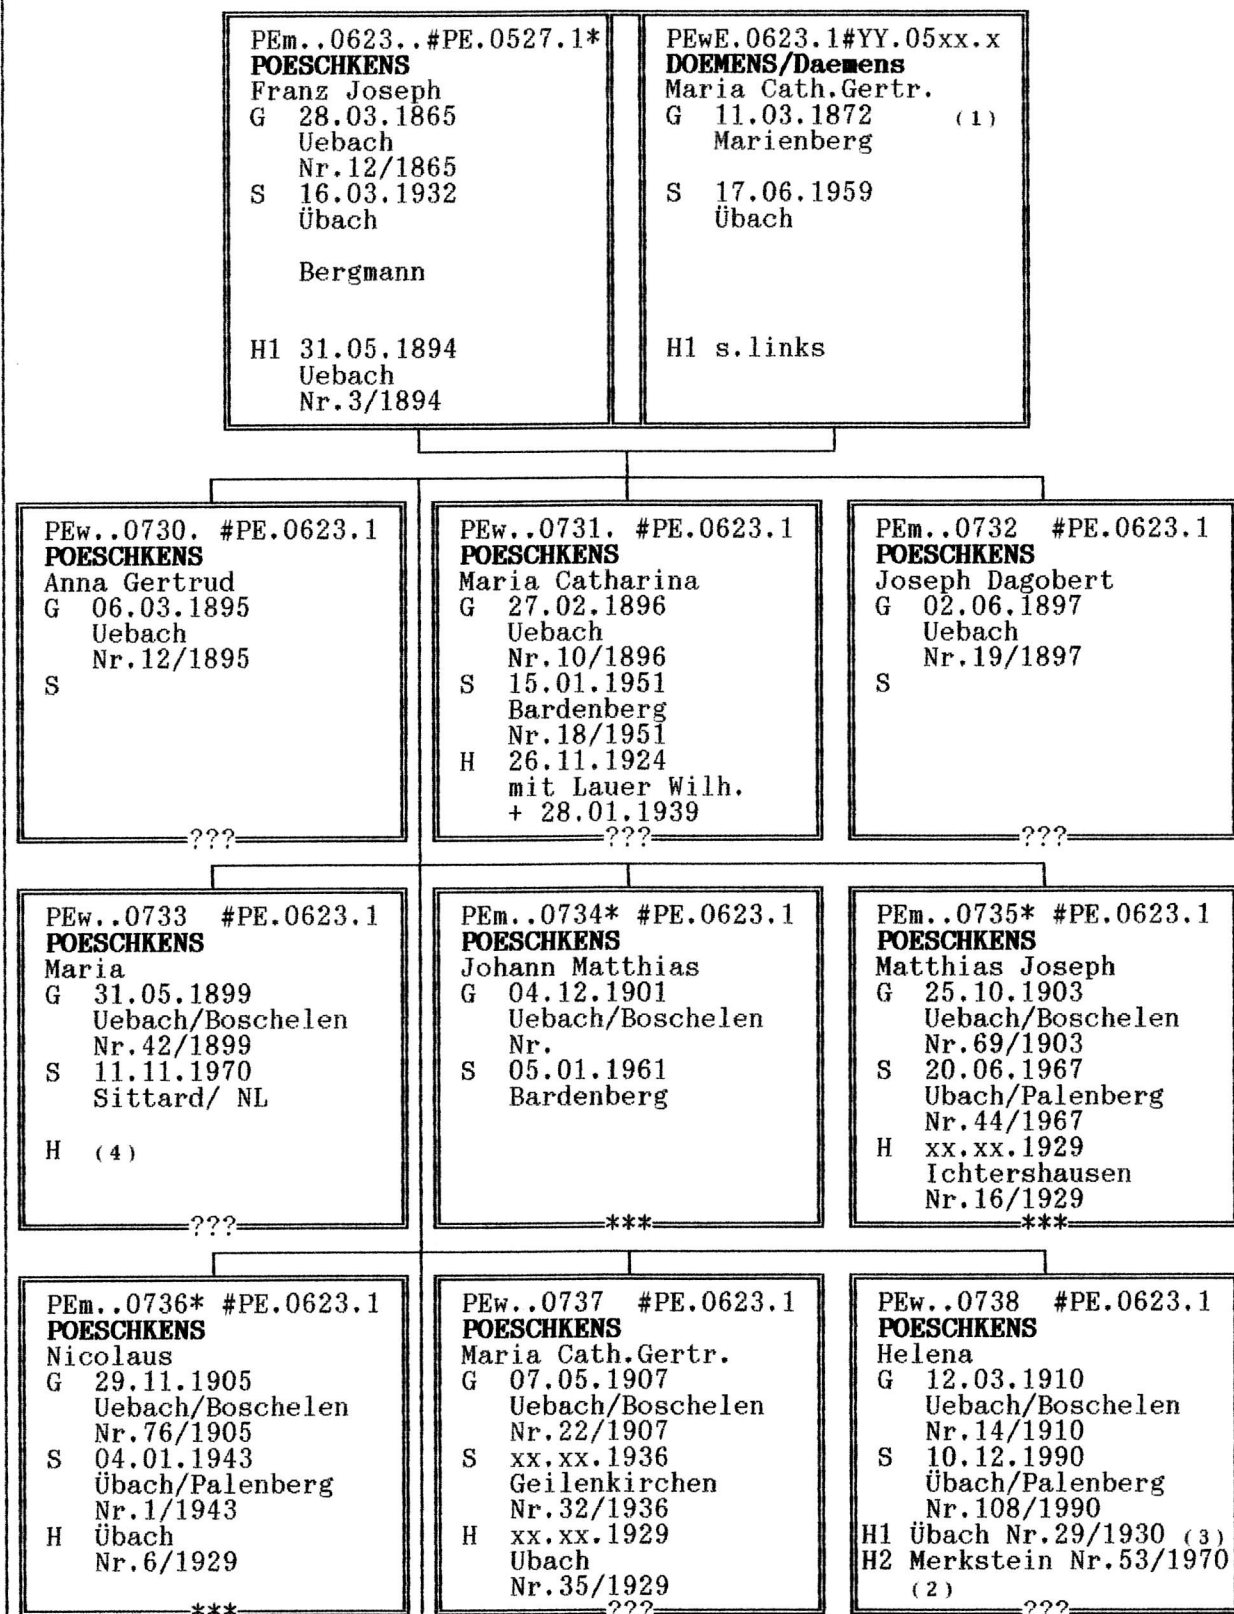 PEm..0623..#PE.0527.1*
POESCHKENS
Franz Joseph
G 28.03.1865
Uebach
Nr.12/1865
S 16.03.1932
Übach
Bergmann
H1 31.05.1894
Uebach
Nr.3/1894
PEwE.0623.1#YY.05xx.x
DOEMENS/Daemens
Maria Cath.Gertr.
G 11.03.1872 (1)
Marienberg
S 17.06.1959
Übach
H1 s.links
PEw..0730. #PE.0623.1
POESCHKENS
Anna Gertrud
G 06.03.1895
Uebach
Nr.12/1895
S
???
PEw..0731. #PE.0623.1
POESCHKENS
Maria Catharina
G 27.02.1896
Uebach
Nr.10/1896
S 15.01.1951
Bardenberg
Nr.18/1951
H 26.11.1924
mit Lauer Wilh.
+ 28.01.1939
???
PEm..0732 #PE.0623.1
POESCHKENS
Joseph Dagobert
G 02.06.1897
Uebach
Nr.19/1897
S
???
PEw..0733 #PE.0623.1
POESCHKENS
Maria
G 31.05.1899
Uebach/Boschelen
Nr.42/1899
S 11.11.1970
Sittard/ NL
H (4)
???
PEm..0734* #PE.0623.1
POESCHKENS
Johann Matthias
G 04.12.1901
Uebach/Boschelen
Nr.
S 05.01.1961
Bardenberg
***
PEm..0735* #PE.0623.1
POESCHKENS
Matthias Joseph
G 25.10.1903
Uebach/Boschelen
Nr.69/1903
S 20.06.1967
Ubach/Palenberg
Nr.44/1967
H xx.xx.1929
Ichtershausen
Nr.16/1929
***
PEm..0736* #PE.0623.1
POESCHKENS
Nicolaus
G 29.11.1905
Uebach/Boschelen
Nr.76/1905
S 04.01.1943
Übach/Palenberg
Nr.1/1943
H Übach
Nr.6/1929
***
PEw..0737 #PE.0623.1
POESCHKENS
Maria Cath.Gertr.
G 07.05.1907
Uebach/Boschelen
Nr.22/1907
S xx.xx.1936
Geilenkirchen
Nr.32/1936
H xx.xx.1929
Ubach
Nr.35/1929
???
PEw..0738 #PE.0623.1
POESCHKENS
Helena
G 12.03.1910
Uebach/Boschelen
Nr.14/1910
S 10.12.1990
Übach/Palenberg
Nr.108/1990
H1 Übach Nr.29/1930 (3)
H2 Merkstein Nr.53/1970
(2)
???